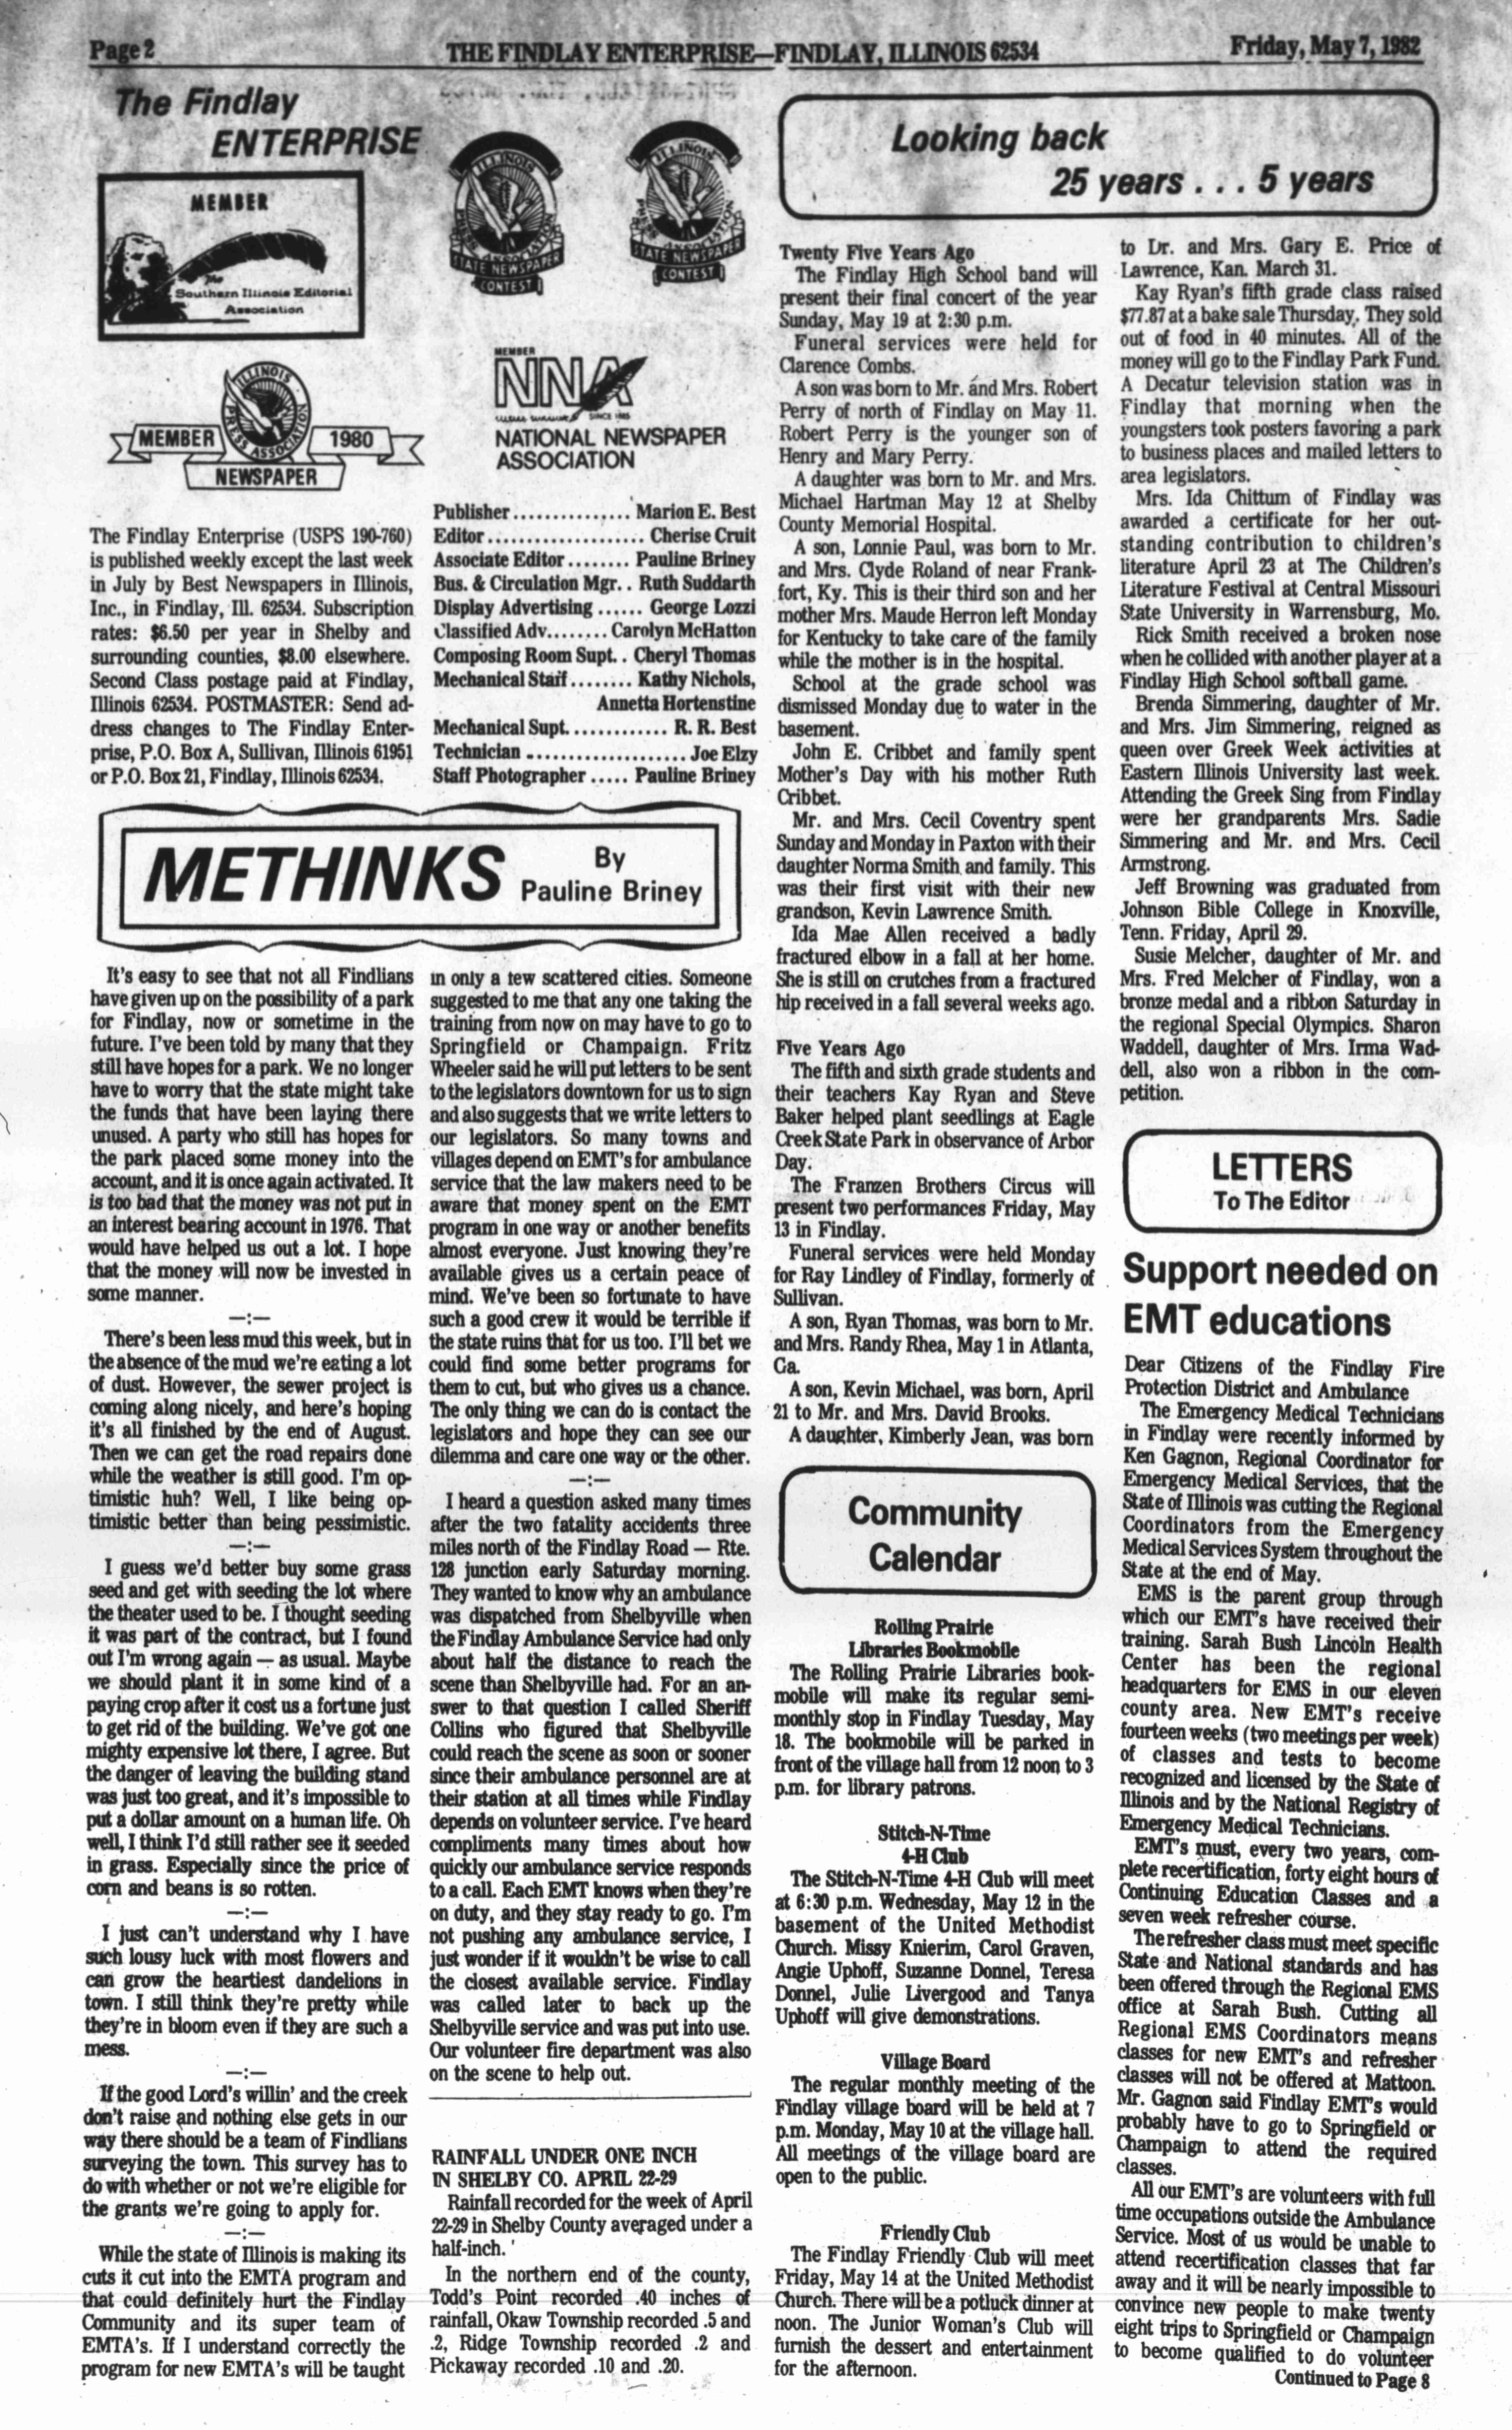 Page 2
THE FINDLAY ENTERPRISE—FINDLAY, ILLINOIS 62534
Friday, May 7, 1982
The Findlay
ENTERPRISE
MEMBER
The
Southern Illinois Editorial
Association
ILLINOIS
PRESS ASSOCIATION
STATE NEWSPAPER
CONTEST
ILLINOIS
PRESS ASSOCIATION
STATE NEWSPAPER
CONTEST
ILLINOIS
PRESS ASSOCIATION
MEMBER
1980
NEWSPAPER
MEMBER
NNA
SINCE 1885
NATIONAL NEWSPAPER
ASSOCIATION
The Findlay Enterprise (USPS 190-760)
is published weekly except the last week
in July by Best Newspapers in Illinois,
Inc., in Findlay, Ill. 62534. Subscription
rates: $6.50 per year in Shelby and
surrounding counties, $8.00 elsewhere.
Second Class postage paid at Findlay,
Illinois 62534. POSTMASTER: Send ad-
dress changes to The Findlay Enter-
prise, P.O. Box A, Sullivan, Illinois 61951
or P.O. Box 21, Findlay, Illinois 62534.
Publisher............... Marion E. Best
Editor.................... Cherise Cruit
Associate Editor........ Pauline Briney
Bus. & Circulation Mgr.. Ruth Suddarth
Display Advertising ...... George Lozzi
Classified Adv........ Carolyn McHatton
Composing Room Supt. . Cheryl Thomas
Mechanical Staff........ Kathy Nichols,
Annetta Hortenstine
Mechanical Supt............. R. R. Best
Technician .................... Joe Elzy
Staff Photographer ..... Pauline Briney
METHINKS
By
Pauline Briney
It's easy to see that not all Findlians
have given up on the possibility of a park
for Findlay, now or sometime in the
future. I've been told by many that they
still have hopes for a park. We no longer
have to worry that the state might take
the funds that have been laying there
unused. A party who still has hopes for
the park placed some money into the
account, and it is once again activated. It
is too bad that the money was not put in
an interest bearing account in 1976. That
would have helped us out a lot. I hope
that the money will now be invested in
some manner.
—:—
There's been less mud this week, but in
the absence of the mud we're eating a lot
of dust. However, the sewer project is
coming along nicely, and here's hoping
it's all finished by the end of August.
Then we can get the road repairs done
while the weather is still good. I'm op-
timistic huh? Well, I like being op-
timistic better than being pessimistic.
—:—
I guess we'd better buy some grass
seed and get with seeding the lot where
the theater used to be. I thought seeding
it was part of the contract, but I found
out I'm wrong again — as usual. Maybe
we should plant it in some kind of a
paying crop after it cost us a fortune just
to get rid of the building. We've got one
mighty expensive lot there, I agree. But
the danger of leaving the building stand
was just too great, and it's impossible to
put a dollar amount on a human life. Oh
well, I think I'd still rather see it seeded
in grass. Especially since the price of
corn and beans is so rotten.
—:—
I just can't understand why I have
such lousy luck with most flowers and
can grow the heartiest dandelions in
town. I still think they're pretty while
they're in bloom even if they are such a
mess.
—:—
If the good Lord's willin' and the creek
don't raise and nothing else gets in our
way there should be a team of Findlians
surveying the town. This survey has to
do with whether or not we're eligible for
the grants we're going to apply for.
—:—
While the state of Illinois is making its
cuts it cut into the EMTA program and
that could definitely hurt the Findlay
Community and its super team of
EMTA's. If I understand correctly the
program for new EMTA's will be taught
in only a few scattered cities. Someone
suggested to me that any one taking the
training from now on may have to go to
Springfield or Champaign. Fritz
Wheeler said he will put letters to be sent
to the legislators downtown for us to sign
and also suggests that we write letters to
our legislators. So many towns and
villages depend on EMT's for ambulance
service that the law makers need to be
aware that money spent on the EMT
program in one way or another benefits
almost everyone. Just knowing they're
available gives us a certain peace of
mind. We've been so fortunate to have
such a good crew it would be terrible if
the state ruins that for us too. I'll bet we
could find some better programs for
them to cut, but who gives us a chance.
The only thing we can do is contact the
legislators and hope they can see our
dilemma and care one way or the other.
—:—
I heard a question asked many times
after the two fatality accidents three
miles north of the Findlay Road — Rte.
128 junction early Saturday morning.
They wanted to know why an ambulance
was dispatched from Shelbyville when
the Findlay Ambulance Service had only
about half the distance to reach the
scene than Shelbyville had. For an an-
swer to that question I called Sheriff
Collins who figured that Shelbyville
could reach the scene as soon or sooner
since their ambulance personnel are at
their station at all times while Findlay
depends on volunteer service. I've heard
compliments many times about how
quickly our ambulance service responds
to a call. Each EMT knows when they're
on duty, and they stay ready to go. I'm
not pushing any ambulance service, I
just wonder if it wouldn't be wise to call
the closest available service. Findlay
was called later to back up the
Shelbyville service and was put into use.
Our volunteer fire department was also
on the scene to help out.
RAINFALL UNDER ONE INCH
IN SHELBY CO. APRIL 22-29
Rainfall recorded for the week of April
22-29 in Shelby County averaged under a
half-inch.
In the northern end of the county,
Todd's Point recorded .40 inches of
rainfall, Okaw Township recorded .5 and
.2, Ridge Township recorded .2 and
Pickaway recorded .10 and .20.
Looking back
25 years . . . 5 years
Twenty Five Years Ago
The Findlay High School band will
present their final concert of the year
Sunday, May 19 at 2:30 p.m.
Funeral services were held for
Clarence Combs.
A son was born to Mr. and Mrs. Robert
Perry of north of Findlay on May 11.
Robert Perry is the younger son of
Henry and Mary Perry.
A daughter was born to Mr. and Mrs.
Michael Hartman May 12 at Shelby
County Memorial Hospital.
A son, Lonnie Paul, was born to Mr.
and Mrs. Clyde Roland of near Frank-
fort, Ky. This is their third son and her
mother Mrs. Maude Herron left Monday
for Kentucky to take care of the family
while the mother is in the hospital.
School at the grade school was
dismissed Monday due to water in the
basement.
John E. Cribbet and family spent
Mother's Day with his mother Ruth
Cribbet.
Mr. and Mrs. Cecil Coventry spent
Sunday and Monday in Paxton with their
daughter Norma Smith and family. This
was their first visit with their new
grandson, Kevin Lawrence Smith.
Ida Mae Allen received a badly
fractured elbow in a fall at her home.
She is still on crutches from a fractured
hip received in a fall several weeks ago.
Five Years Ago
The fifth and sixth grade students and
their teachers Kay Ryan and Steve
Baker helped plant seedlings at Eagle
Creek State Park in observance of Arbor
Day.
The Franzen Brothers Circus will
present two performances Friday, May
13 in Findlay.
Funeral services were held Monday
for Ray Lindley of Findlay, formerly of
Sullivan.
A son, Ryan Thomas, was born to Mr.
and Mrs. Randy Rhea, May 1 in Atlanta,
Ga.
A son, Kevin Michael, was born, April
21 to Mr. and Mrs. David Brooks.
A daughter, Kimberly Jean, was born
to Dr. and Mrs. Gary E. Price of
Lawrence, Kan. March 31.
Kay Ryan's fifth grade class raised
$77.87 at a bake sale Thursday. They sold
out of food in 40 minutes. All of the
money will go to the Findlay Park Fund.
A Decatur television station was in
Findlay that morning when the
youngsters took posters favoring a park
to business places and mailed letters to
area legislators.
Mrs. Ida Chittum of Findlay was
awarded a certificate for her out-
standing contribution to children's
literature April 23 at The Children's
Literature Festival at Central Missouri
State University in Warrensburg, Mo.
Rick Smith received a broken nose
when he collided with another player at a
Findlay High School softball game.
Brenda Simmering, daughter of Mr.
and Mrs. Jim Simmering, reigned as
queen over Greek Week activities at
Eastern Illinois University last week.
Attending the Greek Sing from Findlay
were her grandparents Mrs. Sadie
Simmering and Mr. and Mrs. Cecil
Armstrong.
Jeff Browning was graduated from
Johnson Bible College in Knoxville,
Tenn. Friday, April 29.
Susie Melcher, daughter of Mr. and
Mrs. Fred Melcher of Findlay, won a
bronze medal and a ribbon Saturday in
the regional Special Olympics. Sharon
Waddell, daughter of Mrs. Irma Wad-
dell, also won a ribbon in the com-
petition.
Community
Calendar
Rolling Prairie
Libraries Bookmobile
The Rolling Prairie Libraries book-
mobile will make its regular semi-
monthly stop in Findlay Tuesday, May
18. The bookmobile will be parked in
front of the village hall from 12 noon to 3
p.m. for library patrons.
Stitch-N-Time
4-H Club
The Stitch-N-Time 4-H Club will meet
at 6:30 p.m. Wednesday, May 12 in the
basement of the United Methodist
Church. Missy Knierim, Carol Graven,
Angie Uphoff, Suzanne Donnel, Teresa
Donnel, Julie Livergood and Tanya
Uphoff will give demonstrations.
Village Board
The regular monthly meeting of the
Findlay village board will be held at 7
p.m. Monday, May 10 at the village hall.
All meetings of the village board are
open to the public.
Friendly Club
The Findlay Friendly Club will meet
Friday, May 14 at the United Methodist
Church. There will be a potluck dinner at
noon. The Junior Woman's Club will
furnish the dessert and entertainment
for the afternoon.
LETTERS
To The Editor
Support needed on
EMT educations
Dear Citizens of the Findlay Fire
Protection District and Ambulance
The Emergency Medical Technicians
in Findlay were recently informed by
Ken Gagnon, Regional Coordinator for
Emergency Medical Services, that the
State of Illinois was cutting the Regional
Coordinators from the Emergency
Medical Services System throughout the
State at the end of May.
EMS is the parent group through
which our EMT's have received their
training. Sarah Bush Lincoln Health
Center has been the regional
headquarters for EMS in our eleven
county area. New EMT's receive
fourteen weeks (two meetings per week)
of classes and tests to become
recognized and licensed by the State of
Illinois and by the National Registry of
Emergency Medical Technicians.
EMT's must, every two years, com-
plete recertification, forty eight hours of
Continuing Education Classes and a
seven week refresher course.
The refresher class must meet specific
State and National standards and has
been offered through the Regional EMS
office at Sarah Bush. Cutting all
Regional EMS Coordinators means
classes for new EMT's and refresher
classes will not be offered at Mattoon.
Mr. Gagnon said Findlay EMT's would
probably have to go to Springfield or
Champaign to attend the required
classes.
All our EMT's are volunteers with full
time occupations outside the Ambulance
Service. Most of us would be unable to
attend recertification classes that far
away and it will be nearly impossible to
convince new people to make twenty
eight trips to Springfield or Champaign
to become qualified to do volunteer
Continued to Page 8